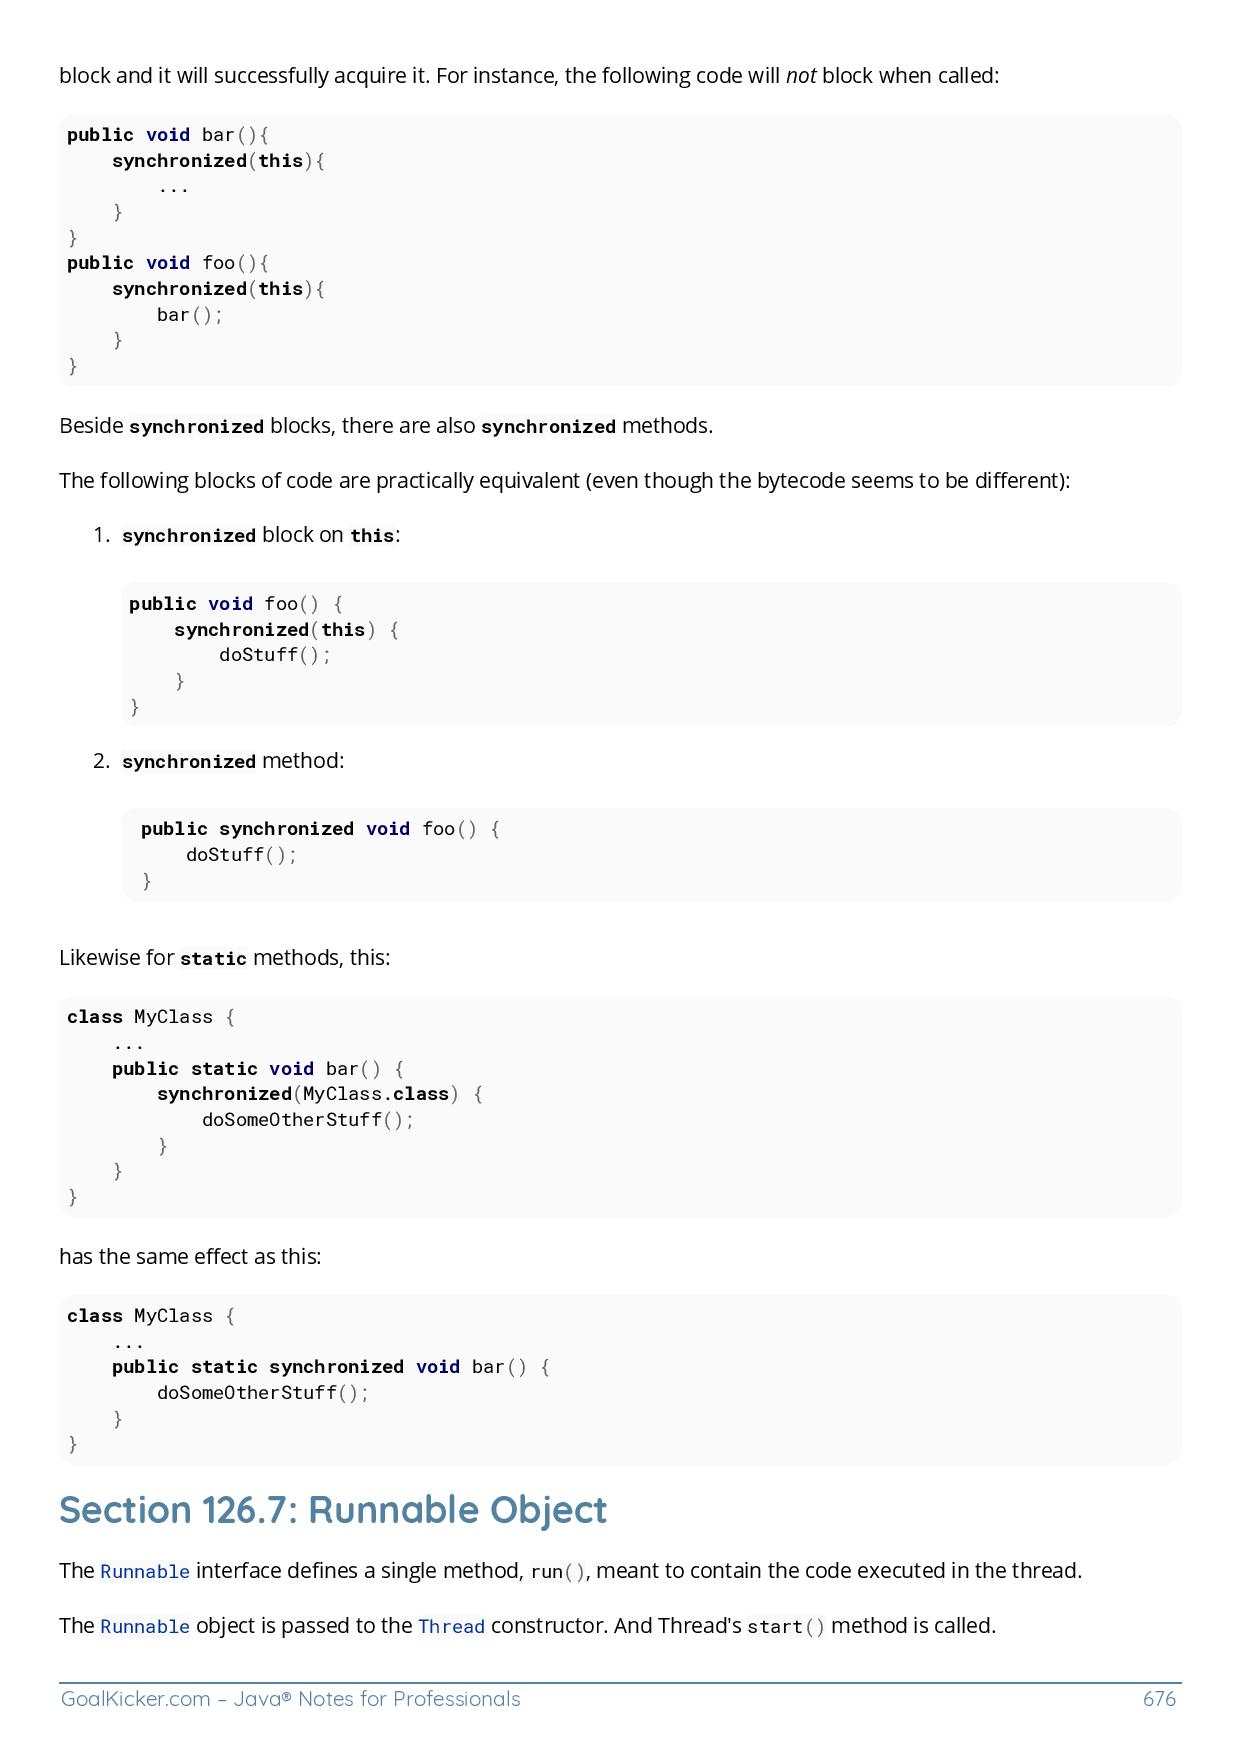 block and it will successfully acquire it. For instance, the following code will not block when called:
public void bar(){
    synchronized(this){
        ...
    }
}
public void foo(){
    synchronized(this){
        bar();
    }
}
Beside synchronized blocks, there are also synchronized methods.
The following blocks of code are practically equivalent (even though the bytecode seems to be different):
1. synchronized block on this:
public void foo() {
    synchronized(this) {
        doStuff();
    }
}
2. synchronized method:
public synchronized void foo() {
    doStuff();
}
Likewise for static methods, this:
class MyClass {
    ...
    public static void bar() {
        synchronized(MyClass.class) {
            doSomeOtherStuff();
        }
    }
}
has the same effect as this:
class MyClass {
    ...
    public static synchronized void bar() {
        doSomeOtherStuff();
    }
}
Section 126.7: Runnable Object
The Runnable interface defines a single method, run(), meant to contain the code executed in the thread.
The Runnable object is passed to the Thread constructor. And Thread's start() method is called.
GoalKicker.com – Java® Notes for Professionals 676